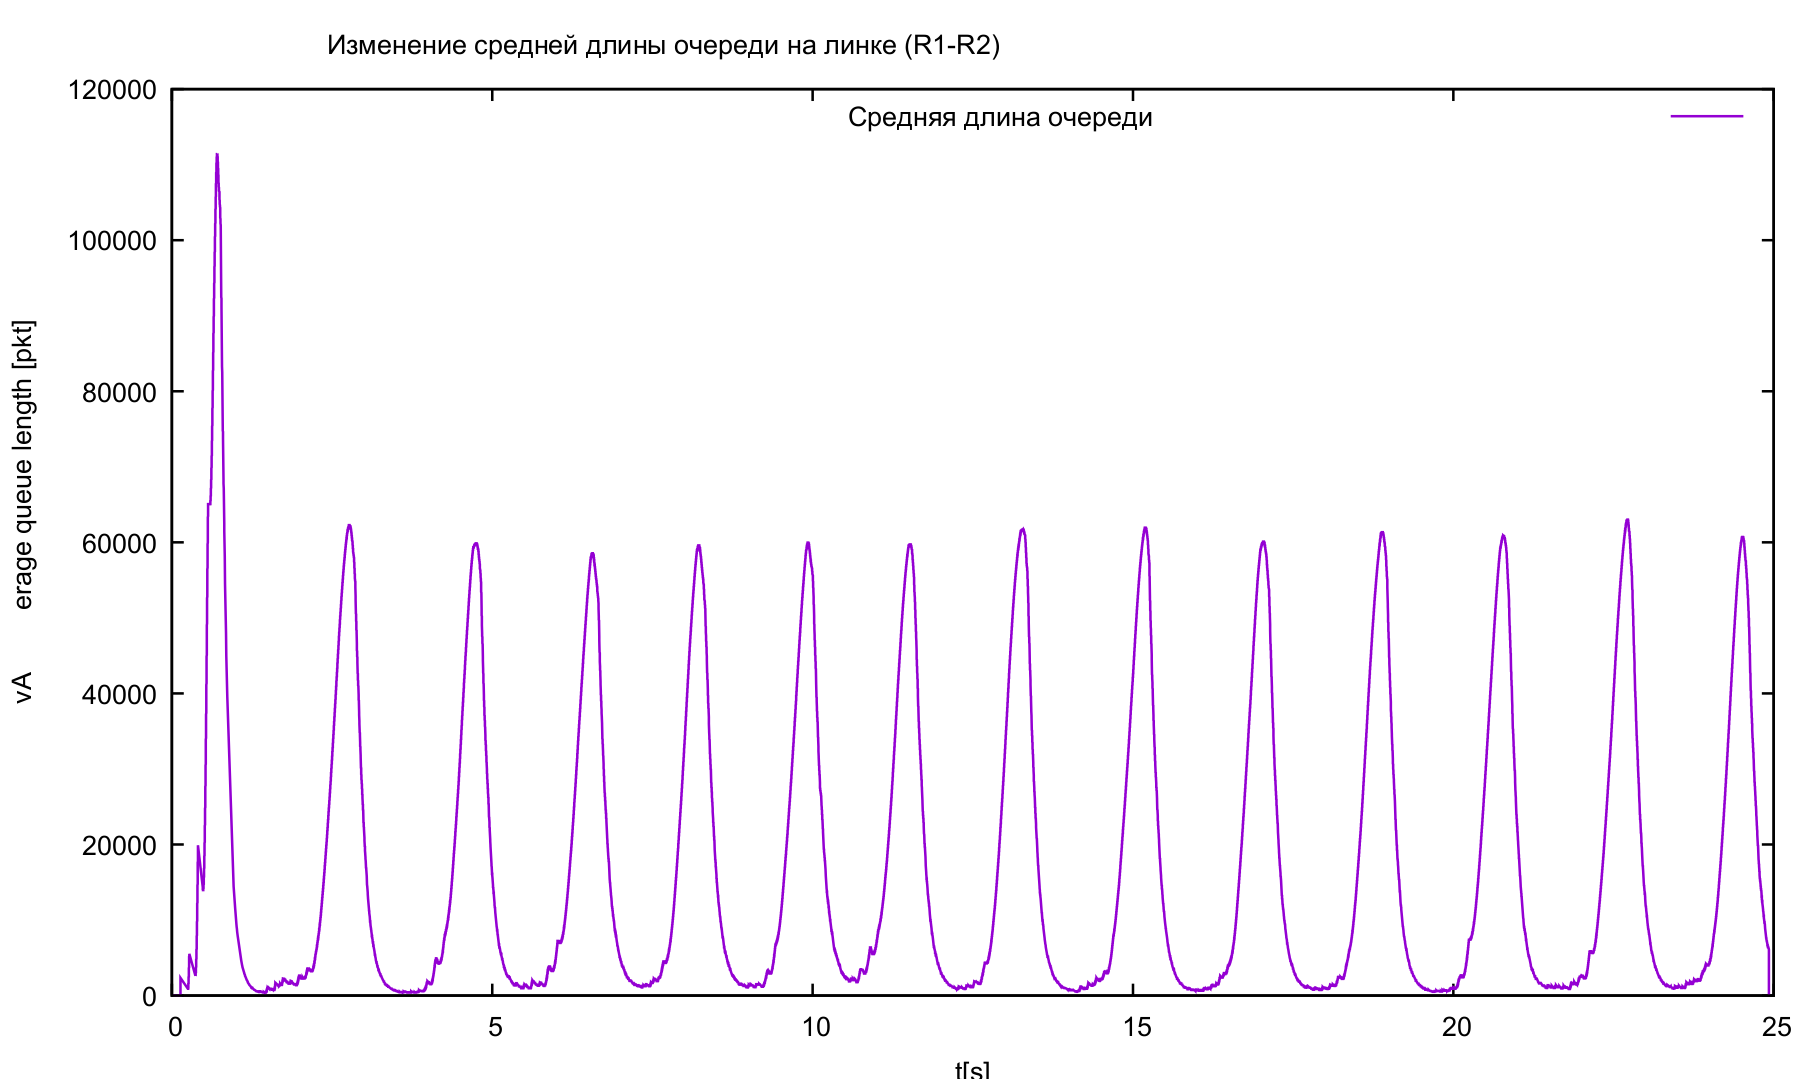 Изменение средней длины очереди на линке (R1-R2)
120000
100000
80000
60000
40000
20000
0
vA erage queue length [pkt]
Средняя длина очереди
0 5 10 15 20 25
t[s]